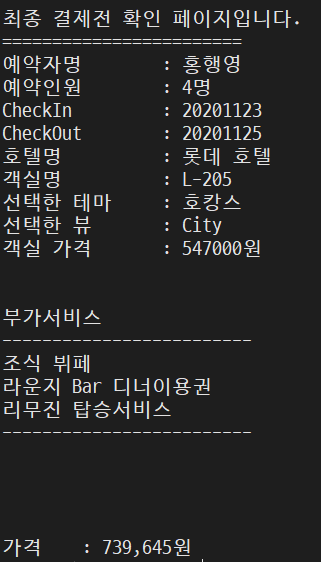 최종 결제전 확인 페이지입니다.
========================
예약자명 : 홍행영
예약인원 : 4명
CheckIn : 20201123
CheckOut : 20201125
호텔명 : 롯데 호텔
객실명 : L-205
선택한 테마 : 호캉스
선택한 뷰 : City
객실 가격 : 547000원
부가서비스
-------------------------
조식 뷔페
라운지 Bar 디너이용권
리무진 탑승서비스
-------------------------
가격 : 739,645원